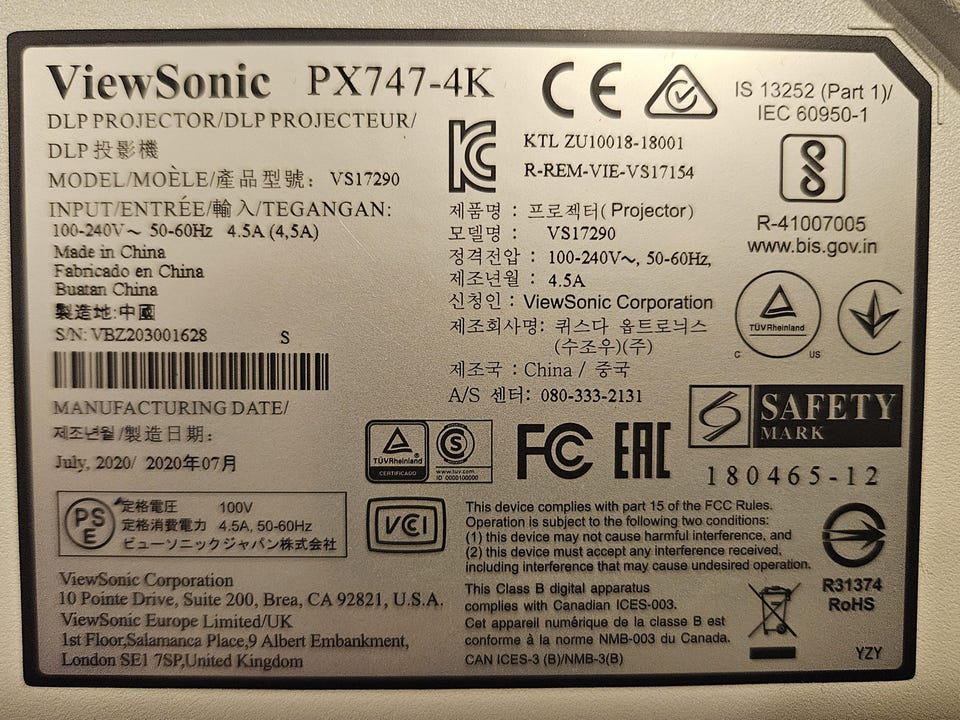 ViewSonic PX747-4K
DLP PROJECTOR/DLP PROJECTEUR/
DLP 投影機
MODEL/MOÈLE/產品型號: VS17290
INPUT/ENTRÉE/輸入/TEGANGAN:
100-240V～ 50-60Hz 4.5A (4,5A)
Made in China
Fabricado en China
Buatan China
製造地:中國
S/N: VBZ203001628 S
MANUFACTURING DATE/
제조년월 /製造日期:
July, 2020/ 2020年07月
CE
IS 13252 (Part 1)/
IEC 60950-1
KTL ZU10018-18001
R-REM-VIE-VS17154
R-41007005
www.bis.gov.in
제품명 : 프로젝터( Projector)
모델명 : VS17290
정격전압 : 100-240V～, 50-60Hz,
제조년월 : 4.5A
신청인 : ViewSonic Corporation
제조회사명: 퀴스다 옵트로닉스
(수조우)(주)
제조국 : China / 중국
A/S 센터: 080-333-2131
TÜVRheinland
C US
TÜVRheinland
CERTIFICADO
S
www.tuv.com
ID 0000100000
FC
EAC
SAFETY
MARK
180465-12
PSE
定格電圧 100V
定格消費電力 4.5A, 50-60Hz
ビューソニックジャパン株式会社
VCI
This device complies with part 15 of the FCC Rules.
Operation is subject to the following two conditions:
(1) this device may not cause harmful interference, and
(2) this device must accept any interference received,
including interference that may cause undesired operation.
This Class B digital apparatus
complies with Canadian ICES-003.
Cet appareil numérique de la classe B est
conforme à la norme NMB-003 du Canada.
CAN ICES-3 (B)/NMB-3(B)
R31374
RoHS
YZY
ViewSonic Corporation
10 Pointe Drive, Suite 200, Brea, CA 92821, U.S.A.
ViewSonic Europe Limited/UK
1st Floor,Salamanca Place,9 Albert Embankment,
London SE1 7SP,United Kingdom